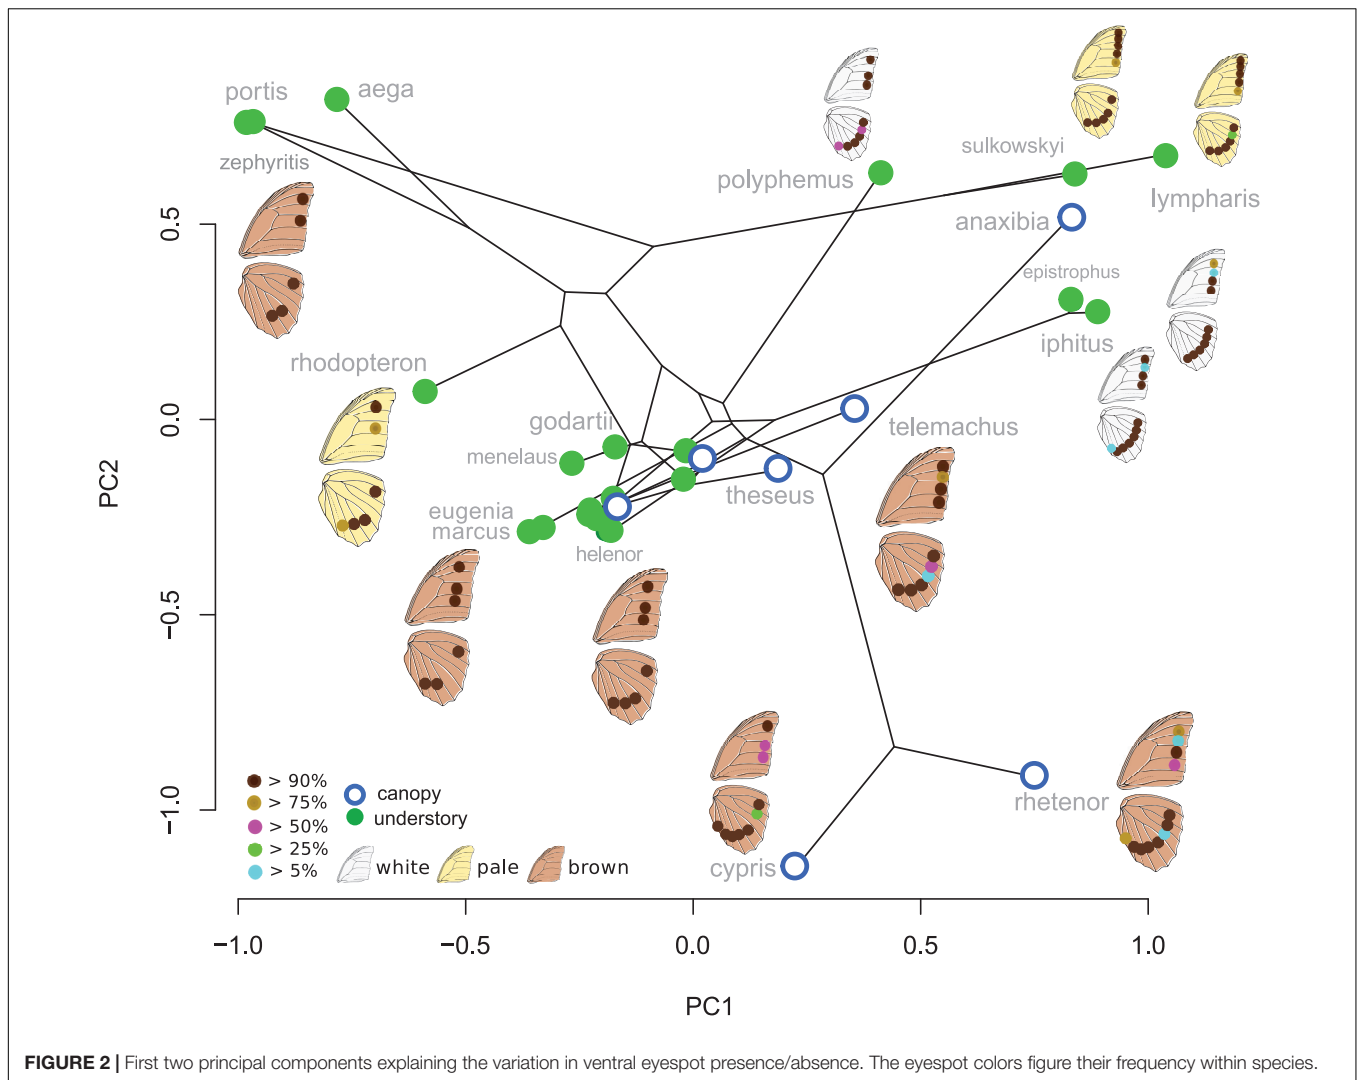 portis
aega
zephyritis
polyphemus
sulkowskyi
lympharis
anaxibia
epistrophus
iphitus
rhodopteron
godartii
menelaus
telemachus
theseus
eugenia
marcus
helenor
rhetenor
cypris
PC2
0.5
0.0
−0.5
−1.0
> 90%
> 75%
> 50%
> 25%
> 5%
canopy
understory
white
pale
brown
−1.0
−0.5
0.0
0.5
1.0
PC1
FIGURE 2 | First two principal components explaining the variation in ventral eyespot presence/absence. The eyespot colors figure their frequency within species.